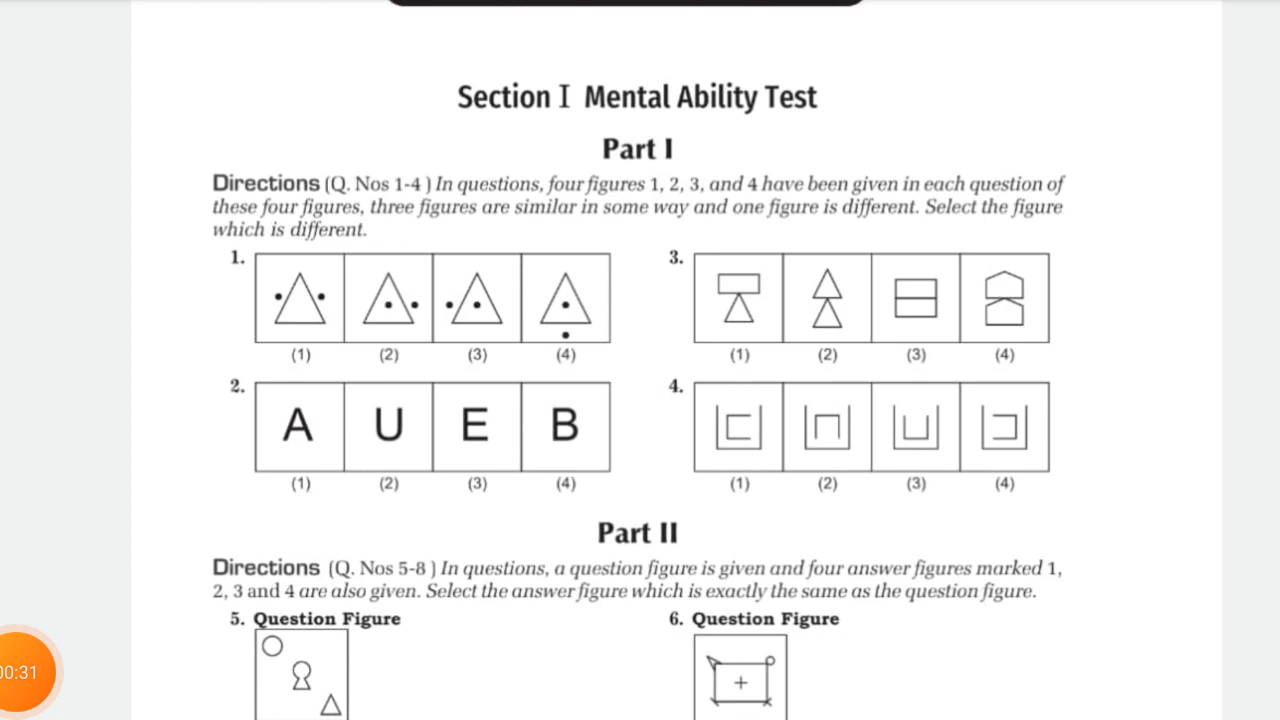 Section I Mental Ability Test
Part I
Directions (Q. Nos 1-4 ) In questions, four figures 1, 2, 3, and 4 have been given in each question of
these four figures, three figures are similar in some way and one figure is different. Select the figure
which is different.
1.
(1) (2) (3) (4)
3.
(1) (2) (3) (4)
2.
A U E B
(1) (2) (3) (4)
4.
(1) (2) (3) (4)
Part II
Directions (Q. Nos 5-8 ) In questions, a question figure is given and four answer figures marked 1,
2, 3 and 4 are also given. Select the answer figure which is exactly the same as the question figure.
5. Question Figure
6. Question Figure
00:31